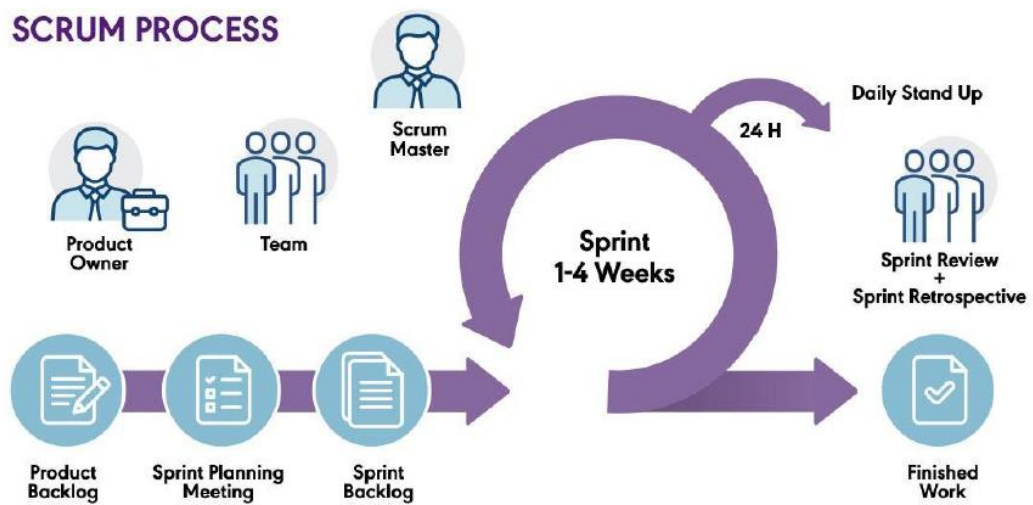 SCRUM PROCESS
Scrum
Master
Product
Owner
Team
Daily Stand Up
24 H
Sprint
1-4 Weeks
Sprint Review
+
Sprint Retrospective
Product
Backlog
Sprint Planning
Meeting
Sprint
Backlog
Finished
Work